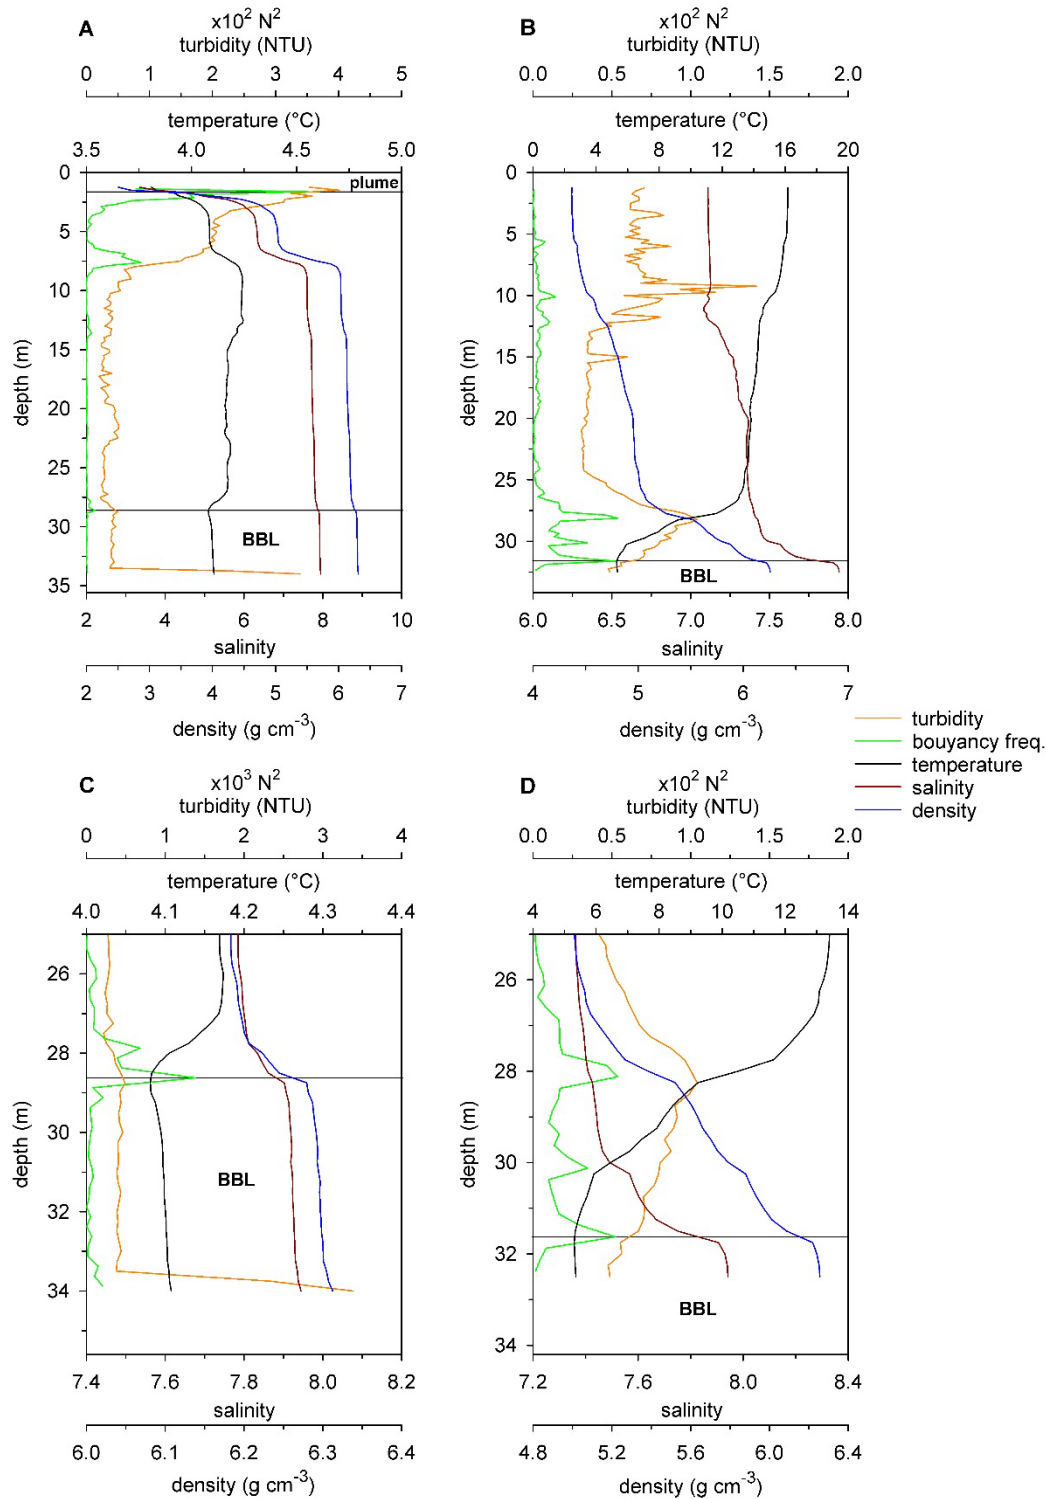 A
x10² N²
turbidity (NTU)
0 1 2 3 4 5
temperature (°C)
3.5 4.0 4.5 5.0
plume
0
5
10
15
20
25
30
35
depth (m)
BBL
2 4 6 8 10
salinity
2 3 4 5 6 7
density (g cm⁻³)
B
x10² N²
turbidity (NTU)
0.0 0.5 1.0 1.5 2.0
temperature (°C)
0 4 8 12 16 20
0
5
10
15
20
25
30
depth (m)
BBL
6.0 6.5 7.0 7.5 8.0
salinity
4 5 6 7
density (g cm⁻³)
turbidity
bouyancy freq.
temperature
salinity
density
C
x10³ N²
turbidity (NTU)
0 1 2 3 4
temperature (°C)
4.0 4.1 4.2 4.3 4.4
26
28
30
32
34
depth (m)
BBL
7.4 7.6 7.8 8.0 8.2
salinity
6.0 6.1 6.2 6.3 6.4
density (g cm⁻³)
D
x10² N²
turbidity (NTU)
0.0 0.5 1.0 1.5 2.0
temperature (°C)
4 6 8 10 12 14
26
28
30
32
34
depth (m)
BBL
7.2 7.6 8.0 8.4
salinity
4.8 5.2 5.6 6.0 6.4
density (g cm⁻³)